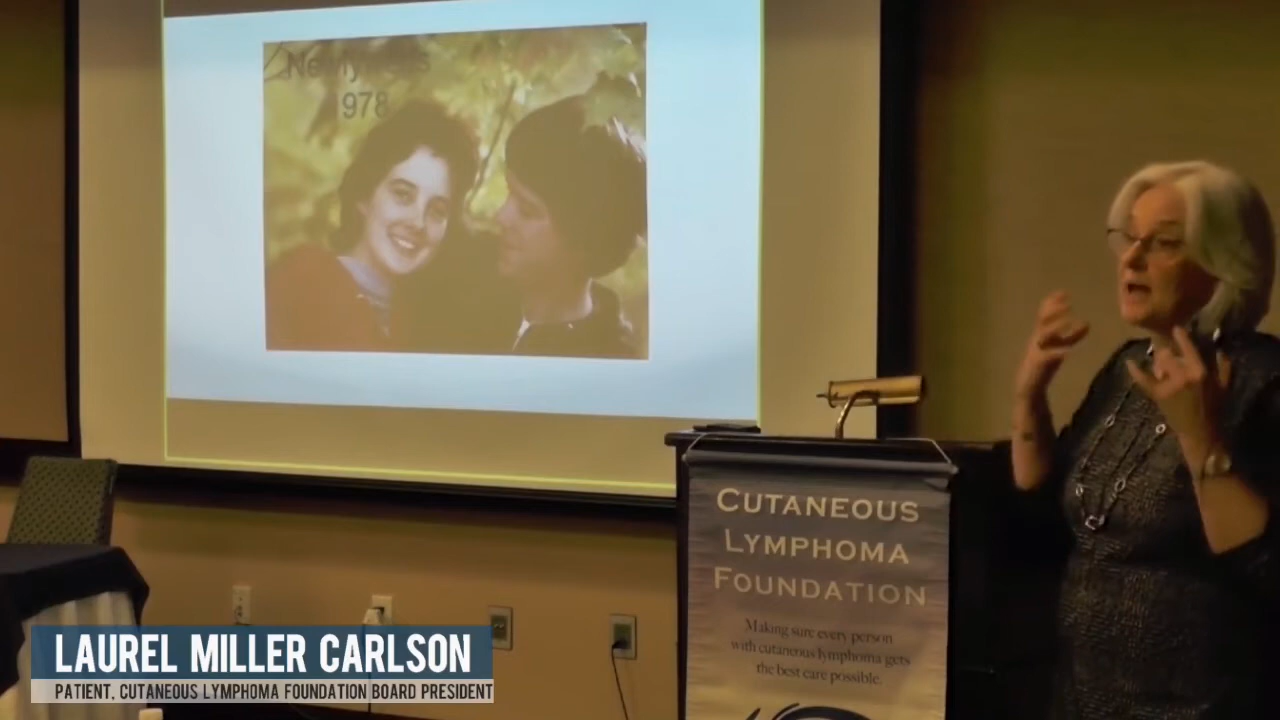 Newlyweds
1978
CUTANEOUS
LYMPHOMA
FOUNDATION
Making sure every person
with cutaneous lymphoma gets
the best care possible.
LAUREL MILLER CARLSON
PATIENT, CUTANEOUS LYMPHOMA FOUNDATION BOARD PRESIDENT